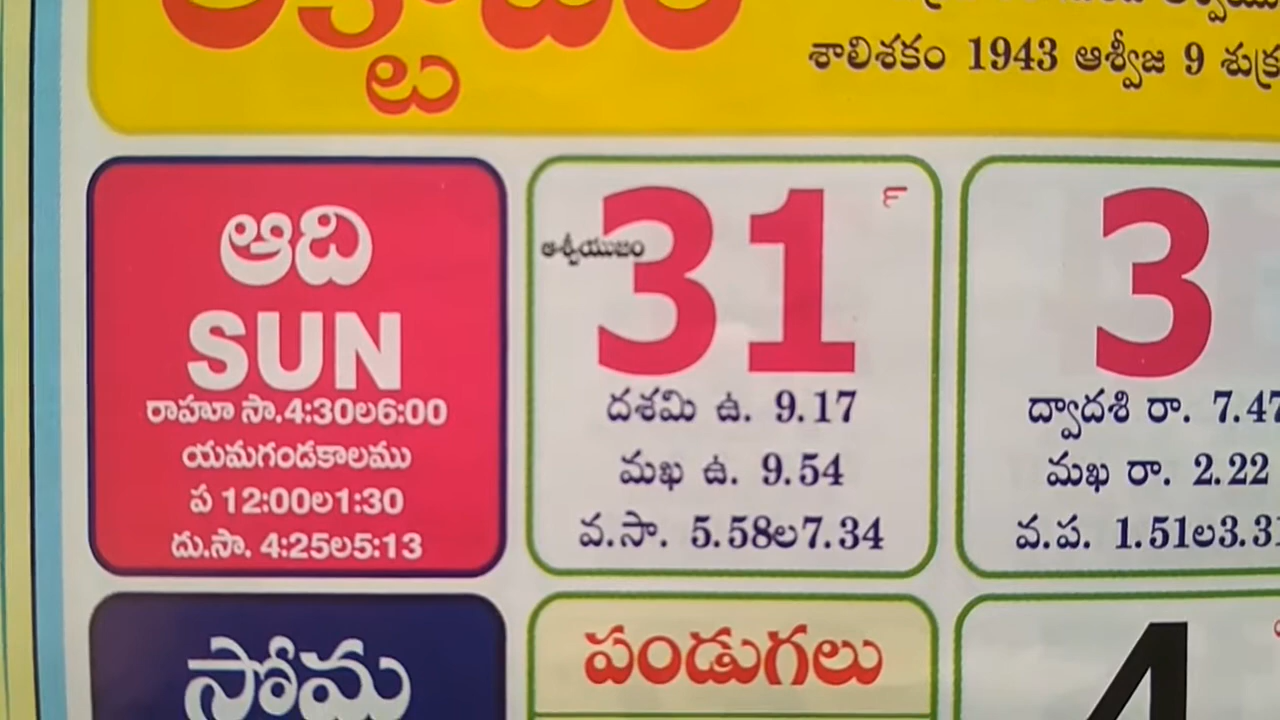 శాలిశకం 1943 ఆశ్వీజ 9
ఆది
SUN
రాహూ సా.4:30ల6:00
యమగండకాలము
ప 12:00ల1:30
దు.సా. 4:25ల5:13
ఆశ్వీయుజం
31
దశమి ఉ. 9.17
మఖ ఉ. 9.54
వ.సా. 5.58ల7.34
3
ద్వాదశి రా. 7.47
మఖ రా. 2.22
వ.ప. 1.51ల3.31
సోమ
పండుగలు
4